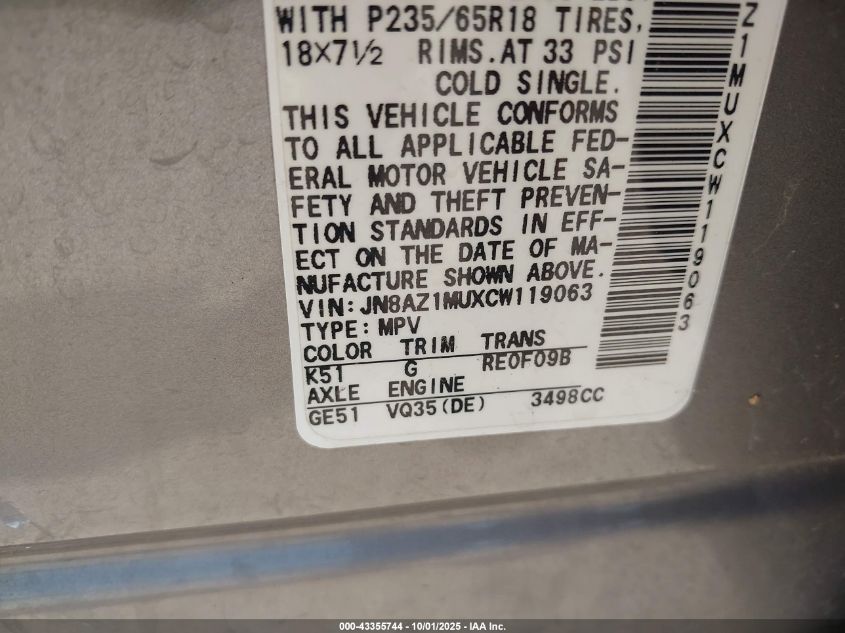 WITH P235/65R18 TIRES,
18X7½ RIMS.AT 33 PSI
COLD SINGLE.
THIS VEHICLE CONFORMS
TO ALL APPLICABLE FED-
ERAL MOTOR VEHICLE SA-
FETY AND THEFT PREVEN-
TION STANDARDS IN EFF-
ECT ON THE DATE OF MA-
NUFACTURE SHOWN ABOVE.
VIN:JN8AZ1MUXCW119063
TYPE:MPV
COLOR TRIM TRANS
K51 G RE0F09B
AXLE ENGINE
GE51 VQ35(DE) 3498CC
Z1MUXCW119063
000-43355744 - 10/01/2025 - IAA Inc.